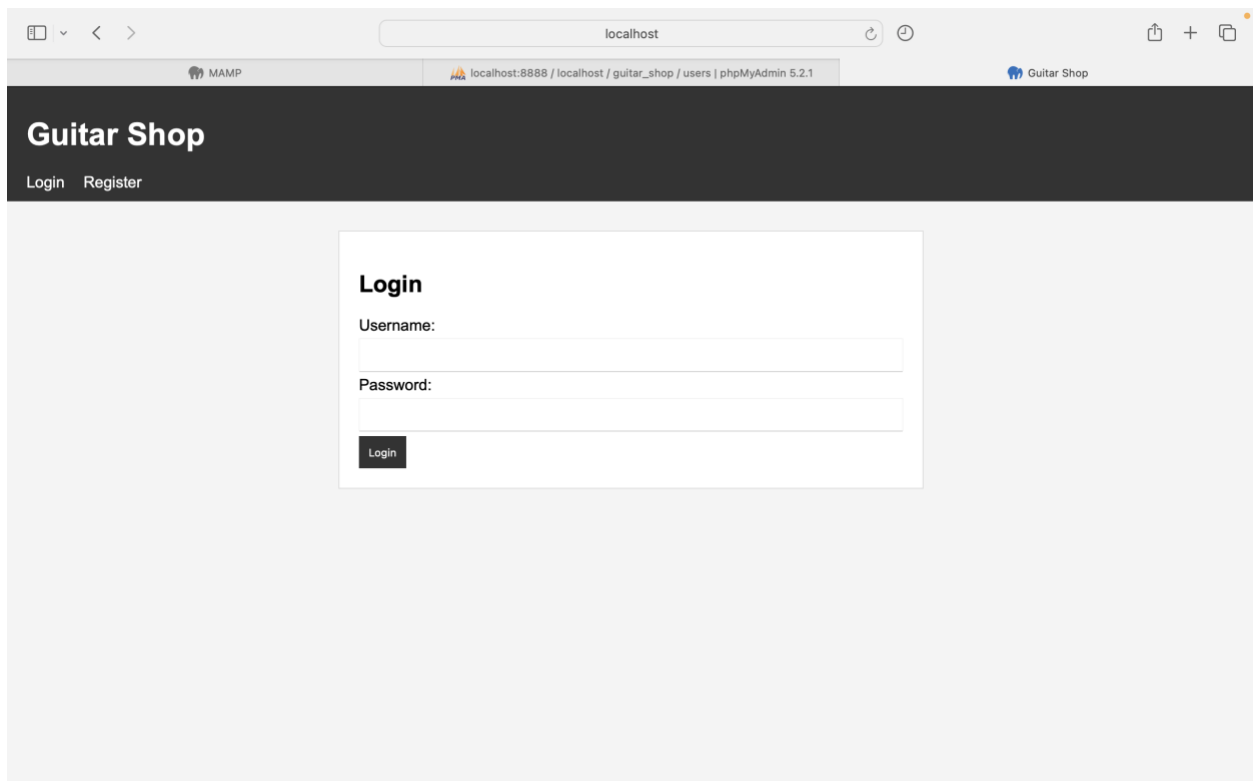 localhost
MAMP
localhost:8888 / localhost / guitar_shop / users | phpMyAdmin 5.2.1
Guitar Shop
Guitar Shop
Login Register
Login
Username:
Password:
Login